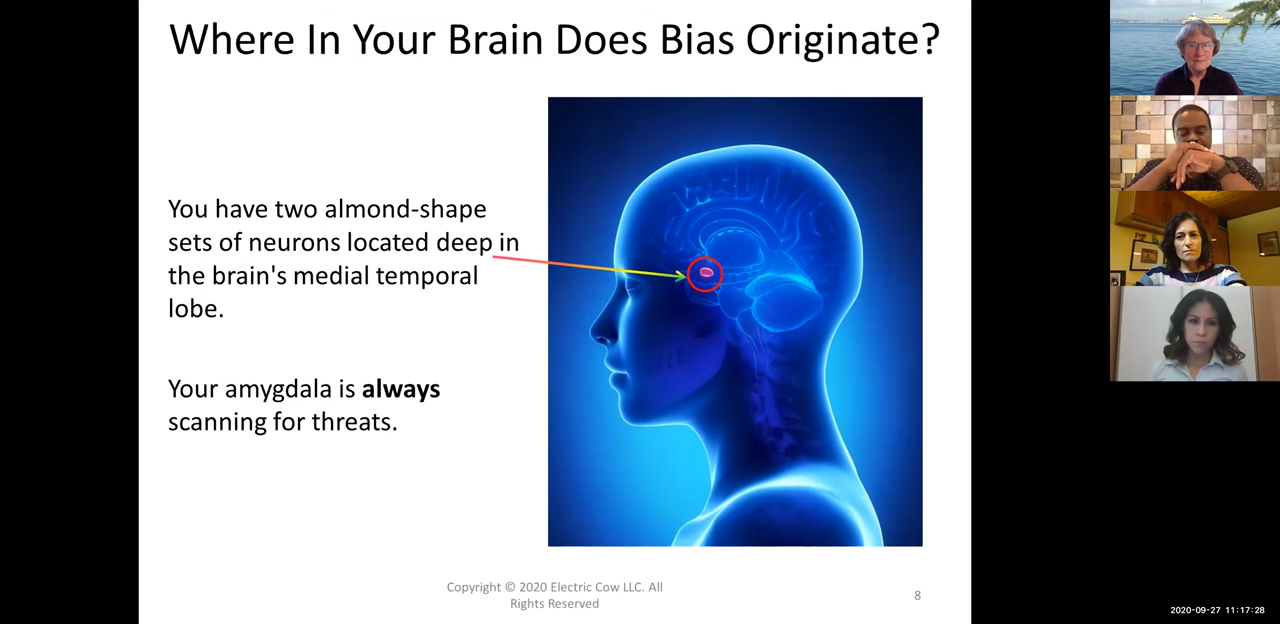 Where In Your Brain Does Bias Originate?
You have two almond-shape
sets of neurons located deep in
the brain's medial temporal
lobe.
Your amygdala is always
scanning for threats.
Copyright © 2020 Electric Cow LLC. All
Rights Reserved
8
2020-09-27 11:17:28